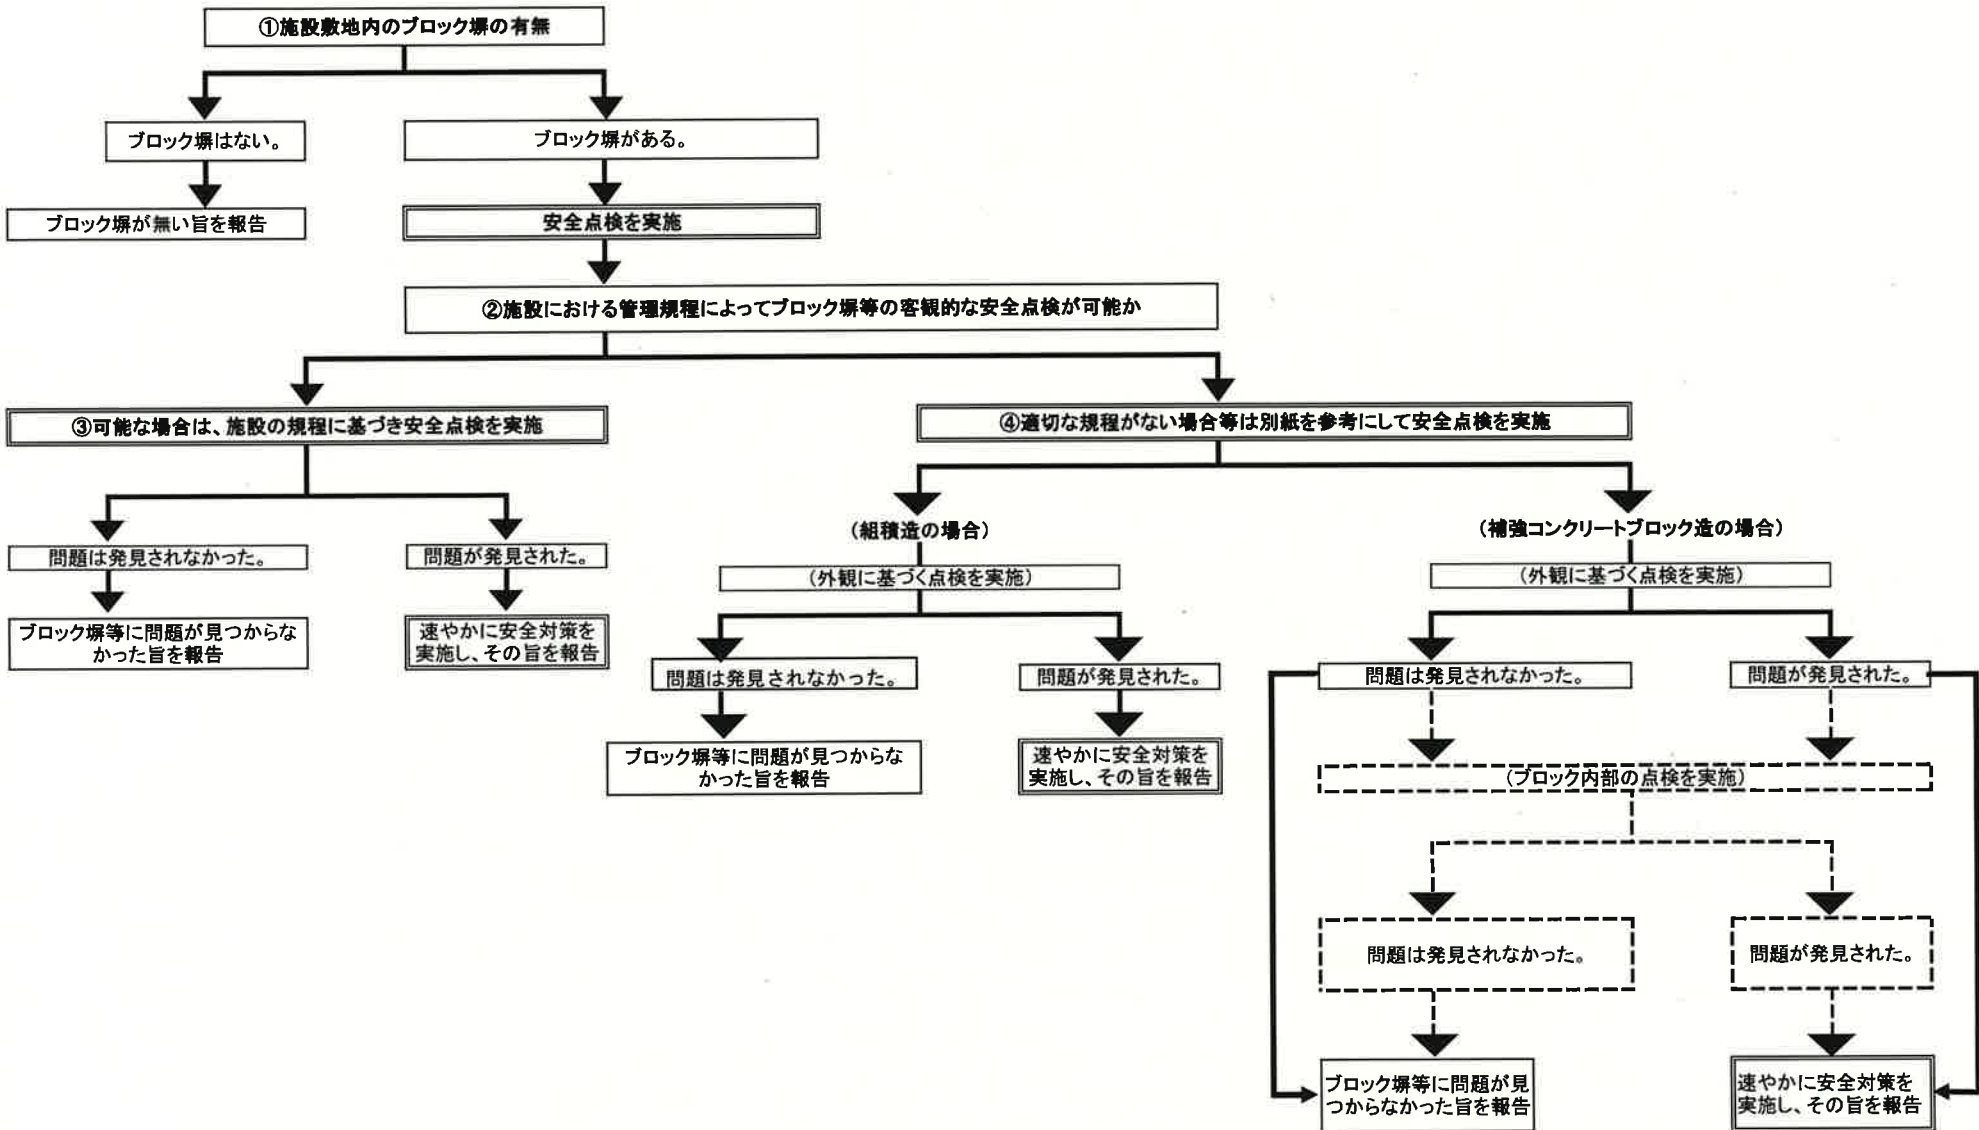 ①施設敷地内のブロック塀の有無
ブロック塀はない。
ブロック塀がある。
ブロック塀が無い旨を報告
安全点検を実施
②施設における管理規程によってブロック塀等の客観的な安全点検が可能か
③可能な場合は、施設の規程に基づき安全点検を実施
④適切な規程がない場合等は別紙を参考にして安全点検を実施
問題は発見されなかった。
問題が発見された。
ブロック塀等に問題が見つからな
かった旨を報告
速やかに安全対策を
実施し、その旨を報告
(組積造の場合)
(外観に基づく点検を実施)
問題は発見されなかった。
問題が発見された。
ブロック塀等に問題が見つからな
かった旨を報告
速やかに安全対策を
実施し、その旨を報告
(補強コンクリートブロック造の場合)
(外観に基づく点検を実施)
問題は発見されなかった。
問題が発見された。
(ブロック内部の点検を実施)
問題は発見されなかった。
問題が発見された。
ブロック塀等に問題が見
つからなかった旨を報告
速やかに安全対策を
実施し、その旨を報告